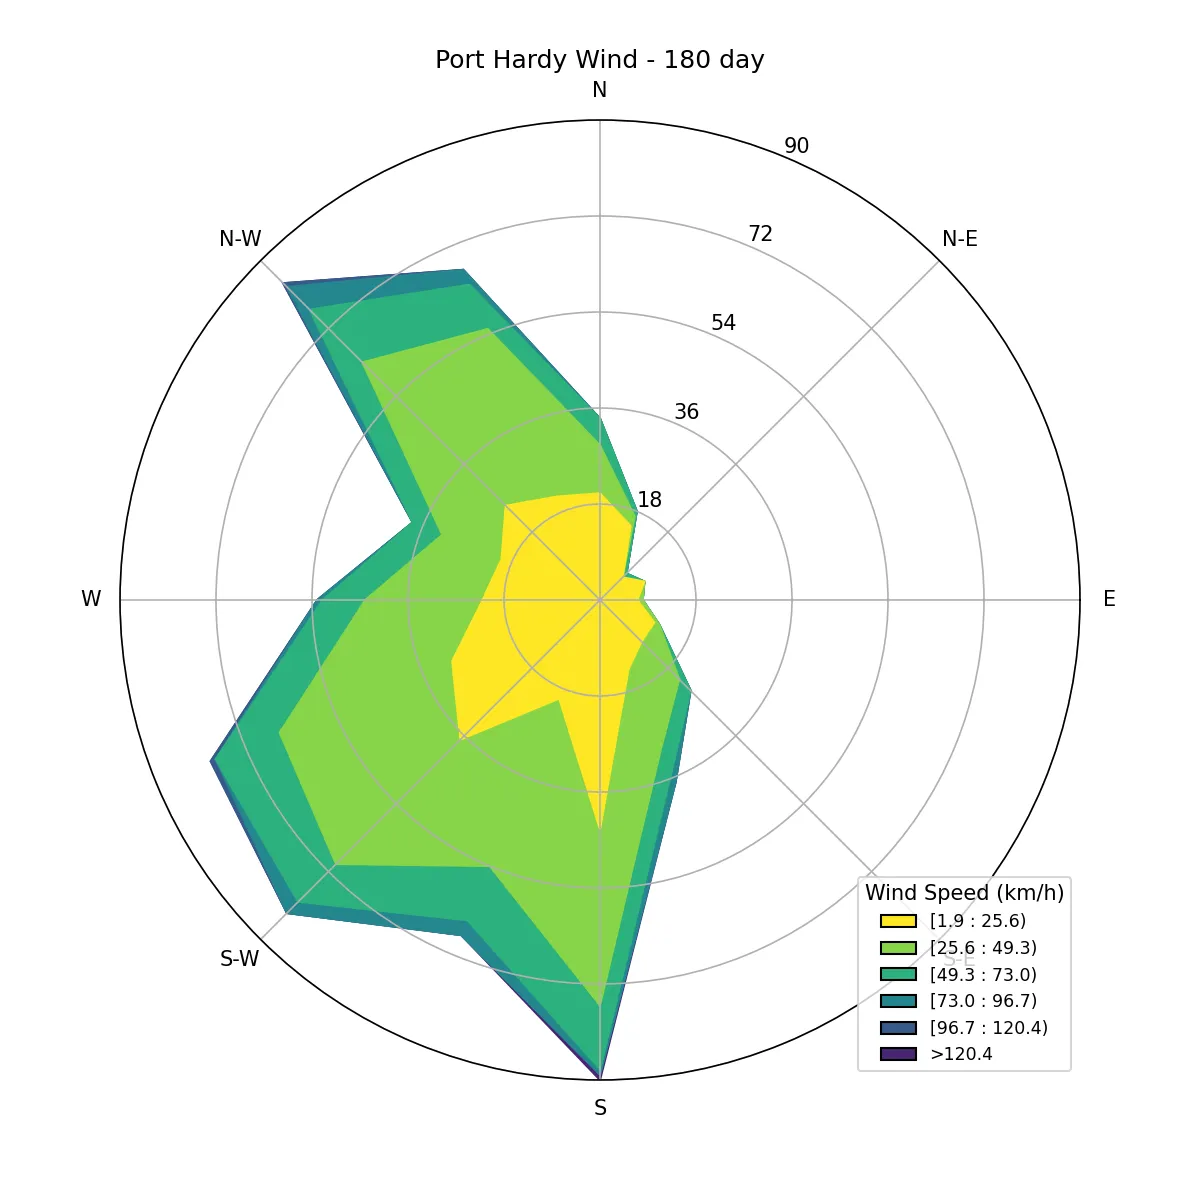 Port Hardy Wind - 180 day
N
90
N-W
N-E
72
54
36
18
W
E
S-W
S-E
S
Wind Speed (km/h)
[1.9 : 25.6)
[25.6 : 49.3)
[49.3 : 73.0)
[73.0 : 96.7)
[96.7 : 120.4)
>120.4